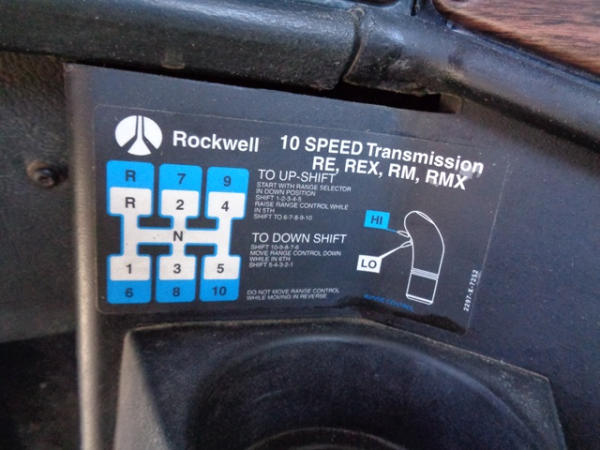 Rockwell
10 SPEED Transmission
RE, REX, RM, RMX
R 7 9
R 2 4
N
1 3 5
6 8 10
TO UP-SHIFT
START WITH RANGE SELECTOR
IN DOWN POSITION
SHIFT 1-2-3-4-5
RAISE RANGE CONTROL WHILE
IN 5TH
SHIFT TO 6-7-8-9-10
TO DOWN SHIFT
SHIFT 10-9-8-7-6
MOVE RANGE CONTROL DOWN
WHILE IN 6TH
SHIFT 5-4-3-2-1
DO NOT MOVE RANGE CONTROL
WHILE MOVING IN REVERSE
HI
LO
RANGE CONTROL
2297-K-7252